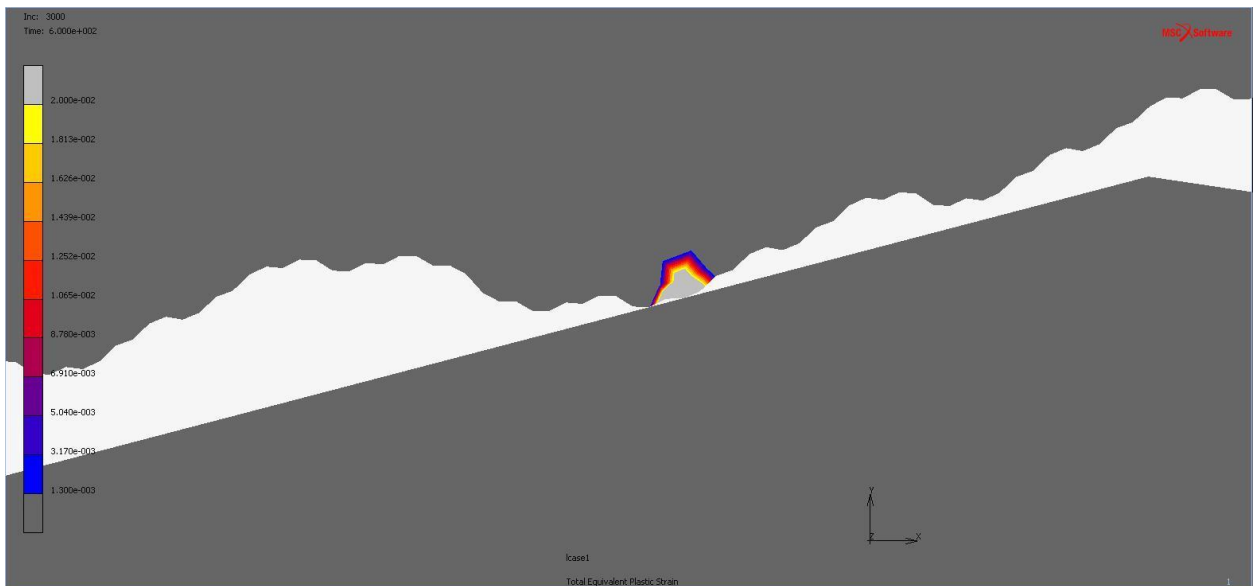 Inc: 3000
Time: 6.000e+002
MSC Software
2.000e-002
1.813e-002
1.626e-002
1.439e-002
1.252e-002
1.065e-002
8.780e-003
6.910e-003
5.040e-003
3.170e-003
1.300e-003
Y
Z X
lcase1
Total Equivalent Plastic Strain
1